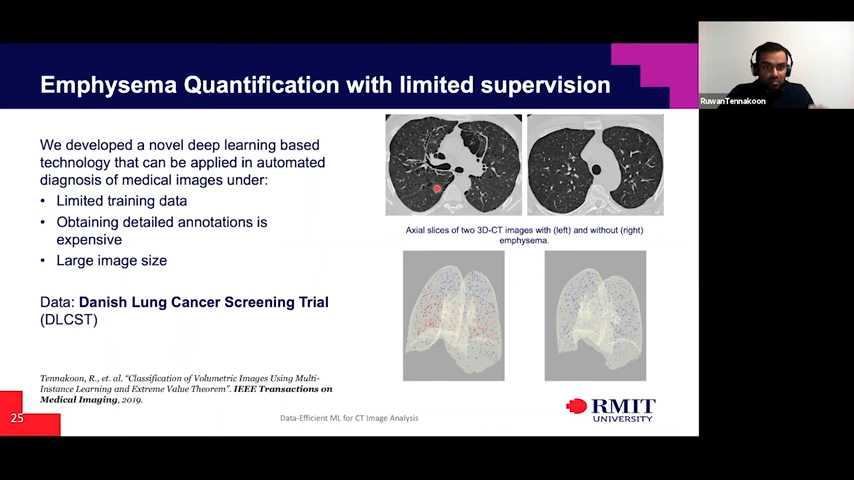 Emphysema Quantification with limited supervision
RuwanTennakoon
We developed a novel deep learning based
technology that can be applied in automated
diagnosis of medical images under:
• Limited training data
• Obtaining detailed annotations is
expensive
• Large image size
Data: Danish Lung Cancer Screening Trial
(DLCST)
Axial slices of two 3D-CT images with (left) and without (right)
emphysema.
Tennakoon, R., et. al. "Classification of Volumetric Images Using Multi-
Instance Learning and Extreme Value Theorem". IEEE Transactions on
Medical Imaging, 2019.
25
Data-Efficient ML for CT Image Analysis
RMIT
UNIVERSITY